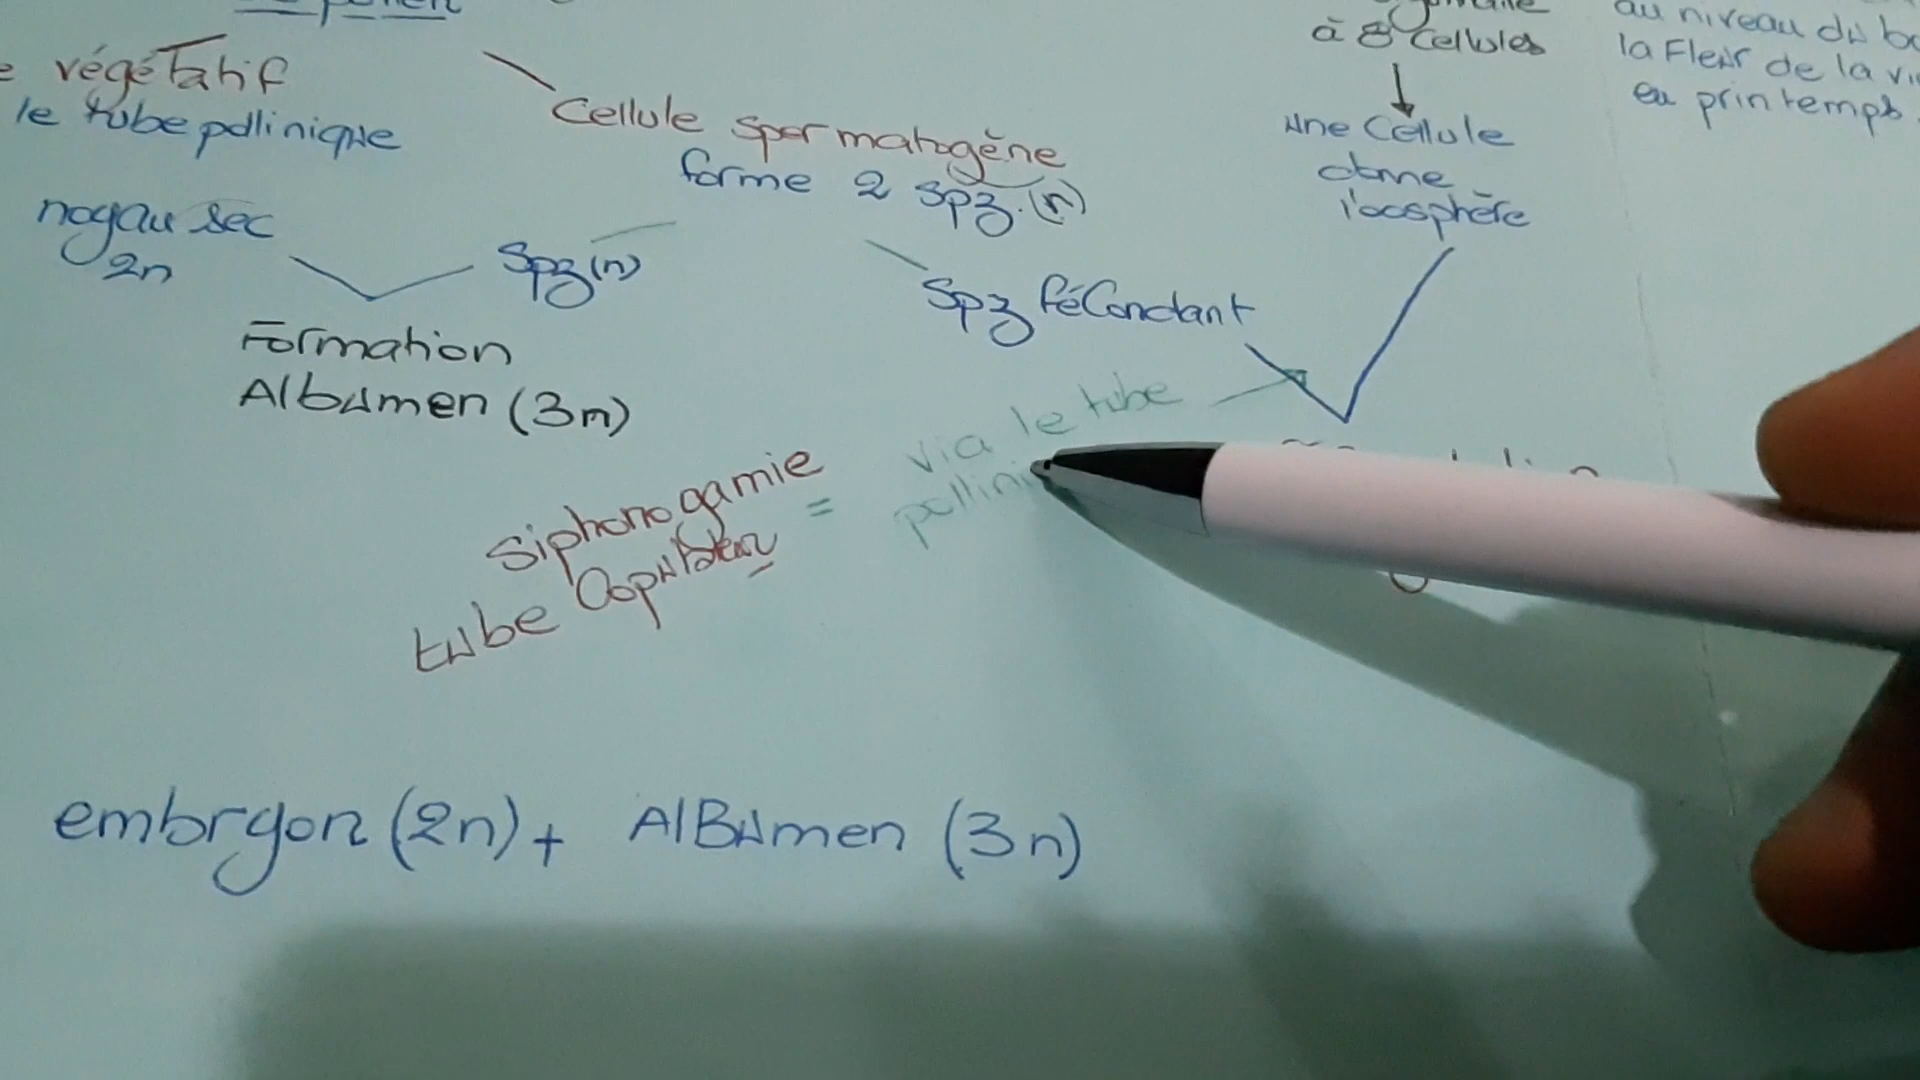 à 8 Cellules
végétatif
le tube pollinique
Cellule spermatogène
forme 2 Spz.(n)
noyau sec
2n
Spz(n)
Spz féCondant
Une Cellule
donne
l'oosphère
au niveau du
la Fleur de la
en printemps.
Formation
Albumen (3n)
via le tube
siphonogamie =
tube Copulateur
embryon (2n) + AlBumen (3n)